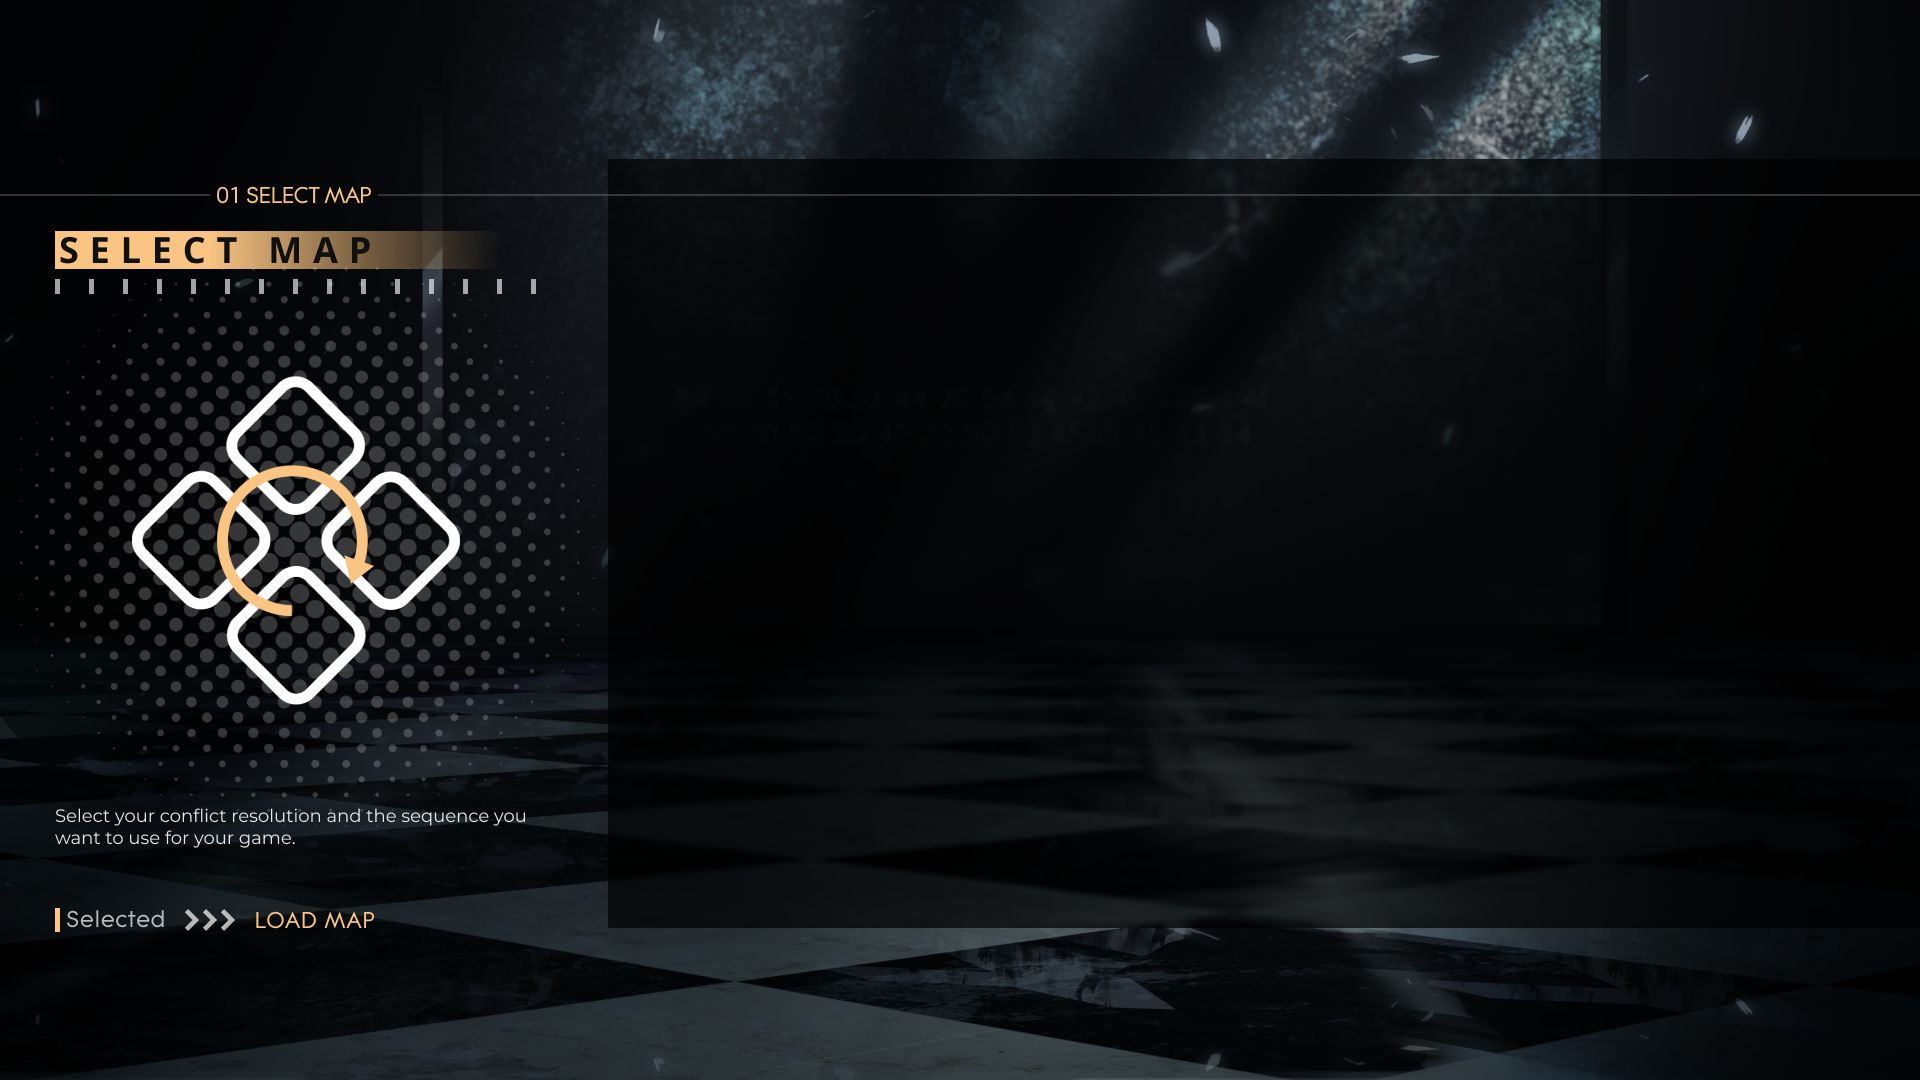 01 SELECT MAP
SELECT MAP
Select your conflict resolution and the sequence you
want to use for your game.
Selected
LOAD MAP